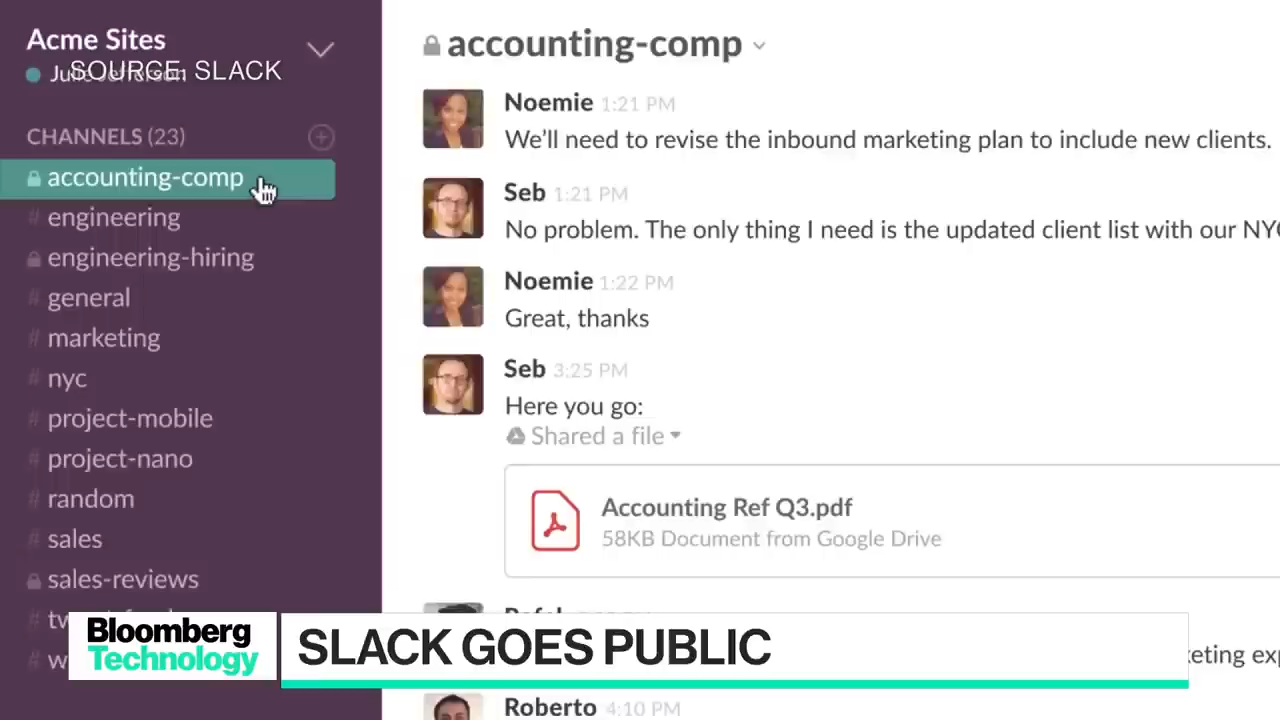 Acme Sites
SOURCE: SLACK
CHANNELS (23)
accounting-comp
# engineering
engineering-hiring
# general
# marketing
# nyc
# project-mobile
# project-nano
# random
# sales
sales-reviews
accounting-comp
Noemie 1:21 PM
We’ll need to revise the inbound marketing plan to include new clients.
Seb 1:21 PM
No problem. The only thing I need is the updated client list with our NYC
Noemie 1:22 PM
Great, thanks
Seb 3:25 PM
Here you go:
Shared a file
Accounting Ref Q3.pdf
58KB Document from Google Drive
Roberto 4:10 PM
Bloomberg
Technology
SLACK GOES PUBLIC